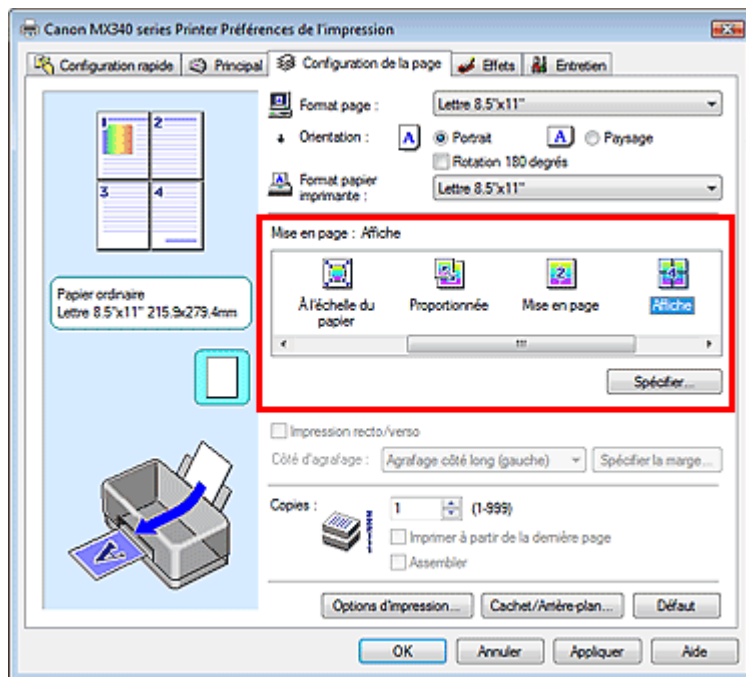 Canon MX340 series Printer Préférences de l'impression
Configuration rapide Principal Configuration de la page Effets Entretien
Format page : Lettre 8.5"x11"
Orientation : A Portrait A Paysage
Rotation 180 degrés
Format papier
imprimante : Lettre 8.5"x11"
1 2
3 4
Mise en page : Affiche
À l'échelle du
papier
Proportionnée
Mise en page
Affiche
Papier ordinaire
Lettre 8.5"x11" 215.9x279.4mm
Spécifier...
Impression recto/verso
Côté d'agrafage : Agrafage côté long (gauche) Spécifier la marge...
Copies : 1 (1-999)
Imprimer à partir de la dernière page
Assembler
Options d'impression... Cachet/Arrière-plan... Défaut
OK Annuler Appliquer Aide